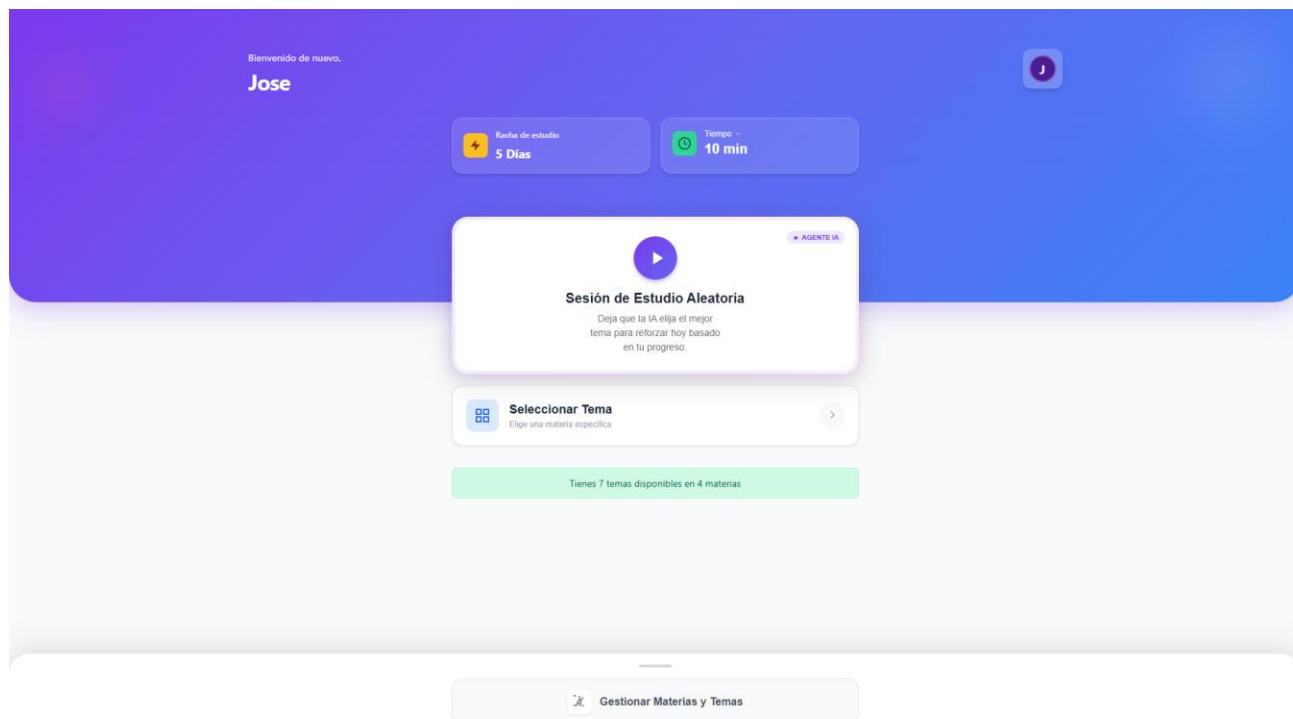 Bienvenido de nuevo,
Jose
J
Racha de estudio
5 Días
Tiempo
10 min
★ AGENTE IA
Sesión de Estudio Aleatoria
Deja que la IA elija el mejor
tema para reforzar hoy basado
en tu progreso.
Seleccionar Tema
Elige una materia específica
Tienes 7 temas disponibles en 4 materias
Gestionar Materias y Temas